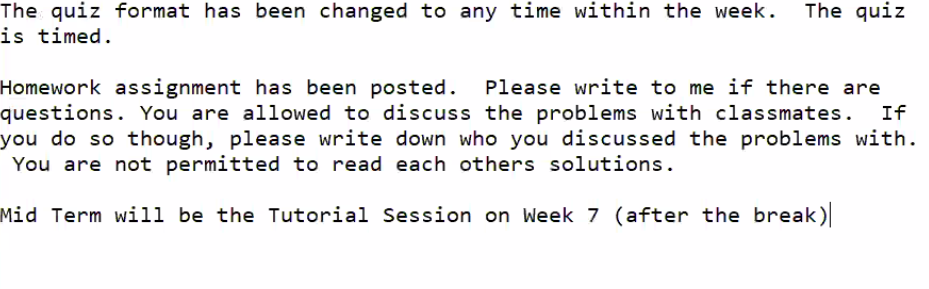 The quiz format has been changed to any time within the week.  The quiz
is timed.
Homework assignment has been posted.  Please write to me if there are
questions. You are allowed to discuss the problems with classmates.  If
you do so though, please write down who you discussed the problems with.
You are not permitted to read each others solutions.
Mid Term will be the Tutorial Session on Week 7 (after the break)